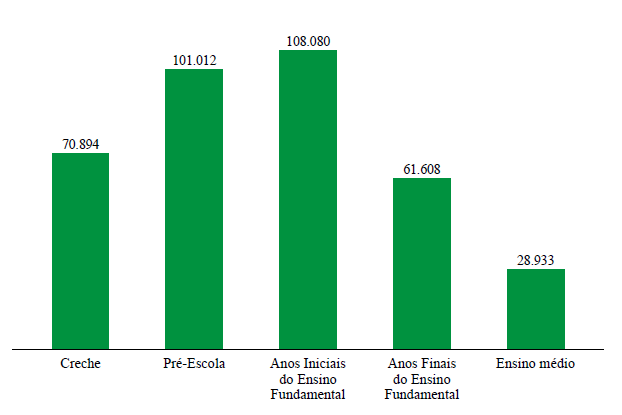 108.080
101.012
70.894
61.608
28.933
Creche
Pré-Escola
Anos Iniciais
do Ensino
Fundamental
Anos Finais
do Ensino
Fundamental
Ensino médio